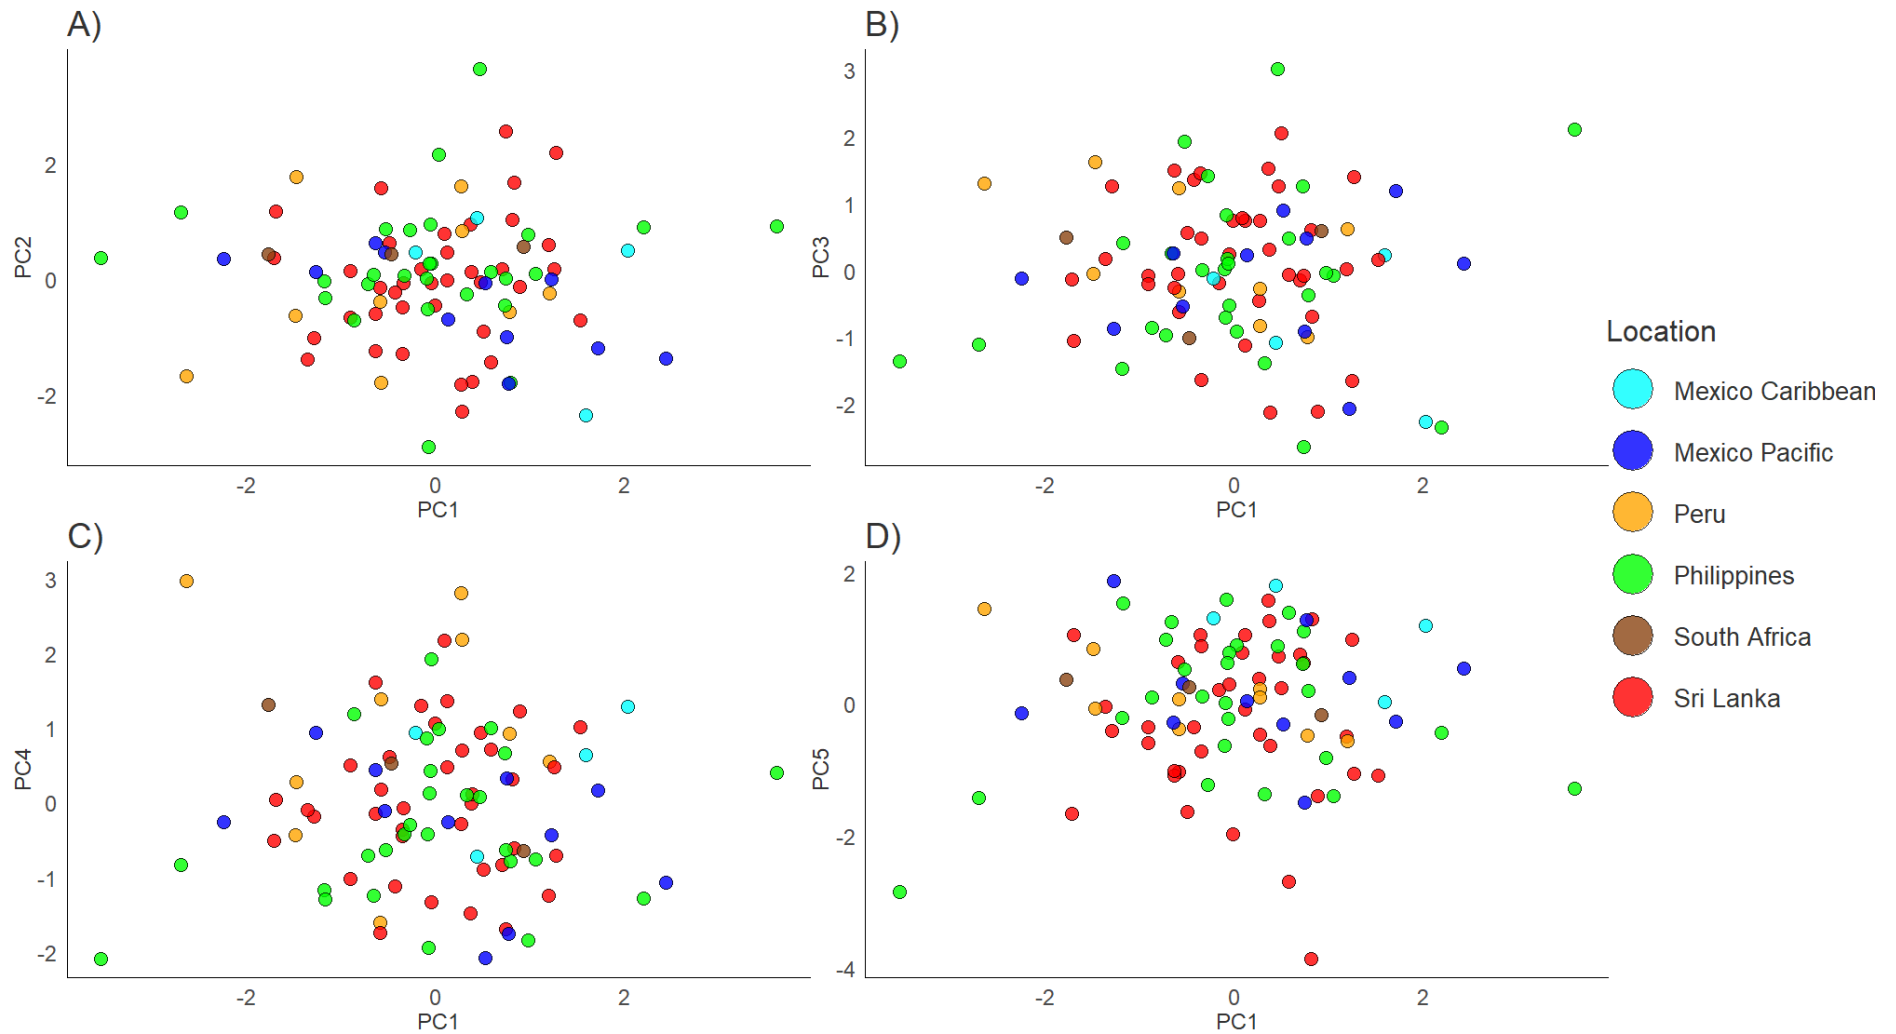 A)
PC2
2
0
-2
-2
0
2
PC1
B)
PC3
3
2
1
0
-1
-2
-2
0
2
PC1
C)
PC4
3
2
1
0
-1
-2
-2
0
2
PC1
D)
PC5
2
0
-2
-4
-2
0
2
PC1
Location
Mexico Caribbean
Mexico Pacific
Peru
Philippines
South Africa
Sri Lanka